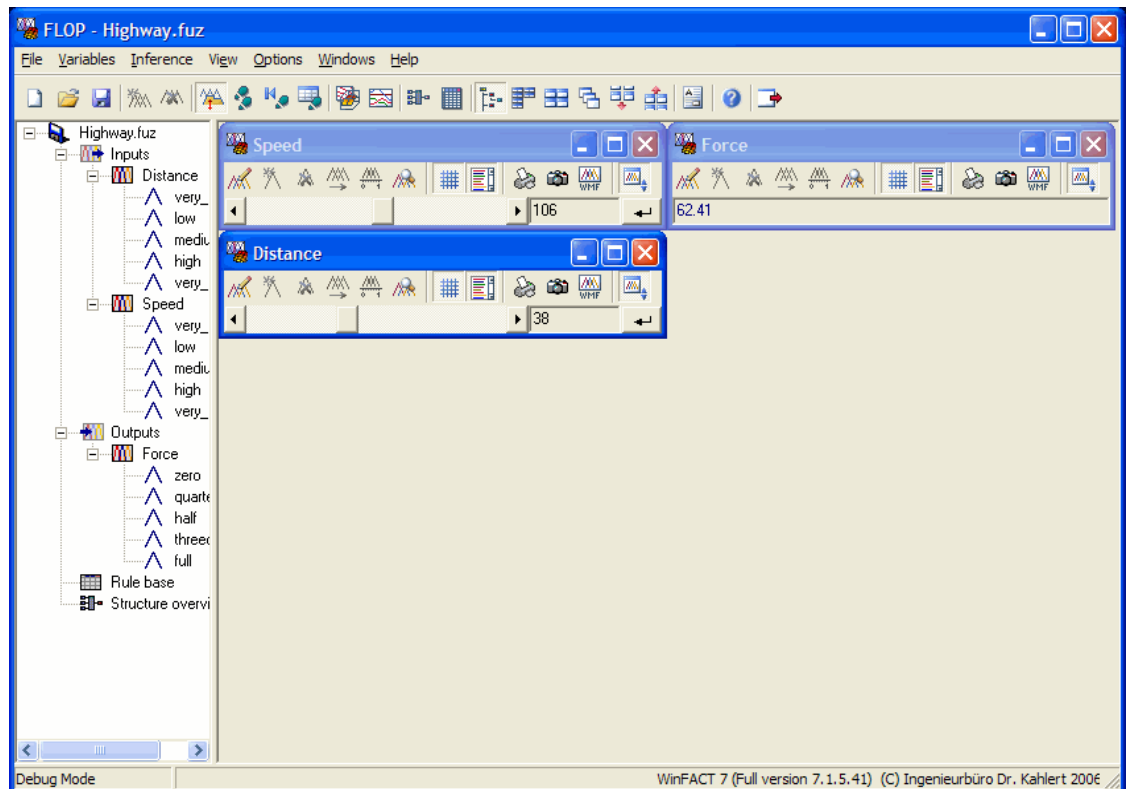 FLOP - Highway.fuz
File Variables Inference View Options Windows Help
Highway.fuz
Inputs
Distance
very_
low
mediu
high
very_
Speed
very_
low
mediu
high
very_
Outputs
Force
zero
quarte
half
threeq
full
Rule base
Structure overvi
Speed
WMF
106
Force
WMF
62.41
Distance
WMF
38
Debug Mode
WinFACT 7 (Full version 7.1.5.41) (C) Ingenieurbüro Dr. Kahlert 2006